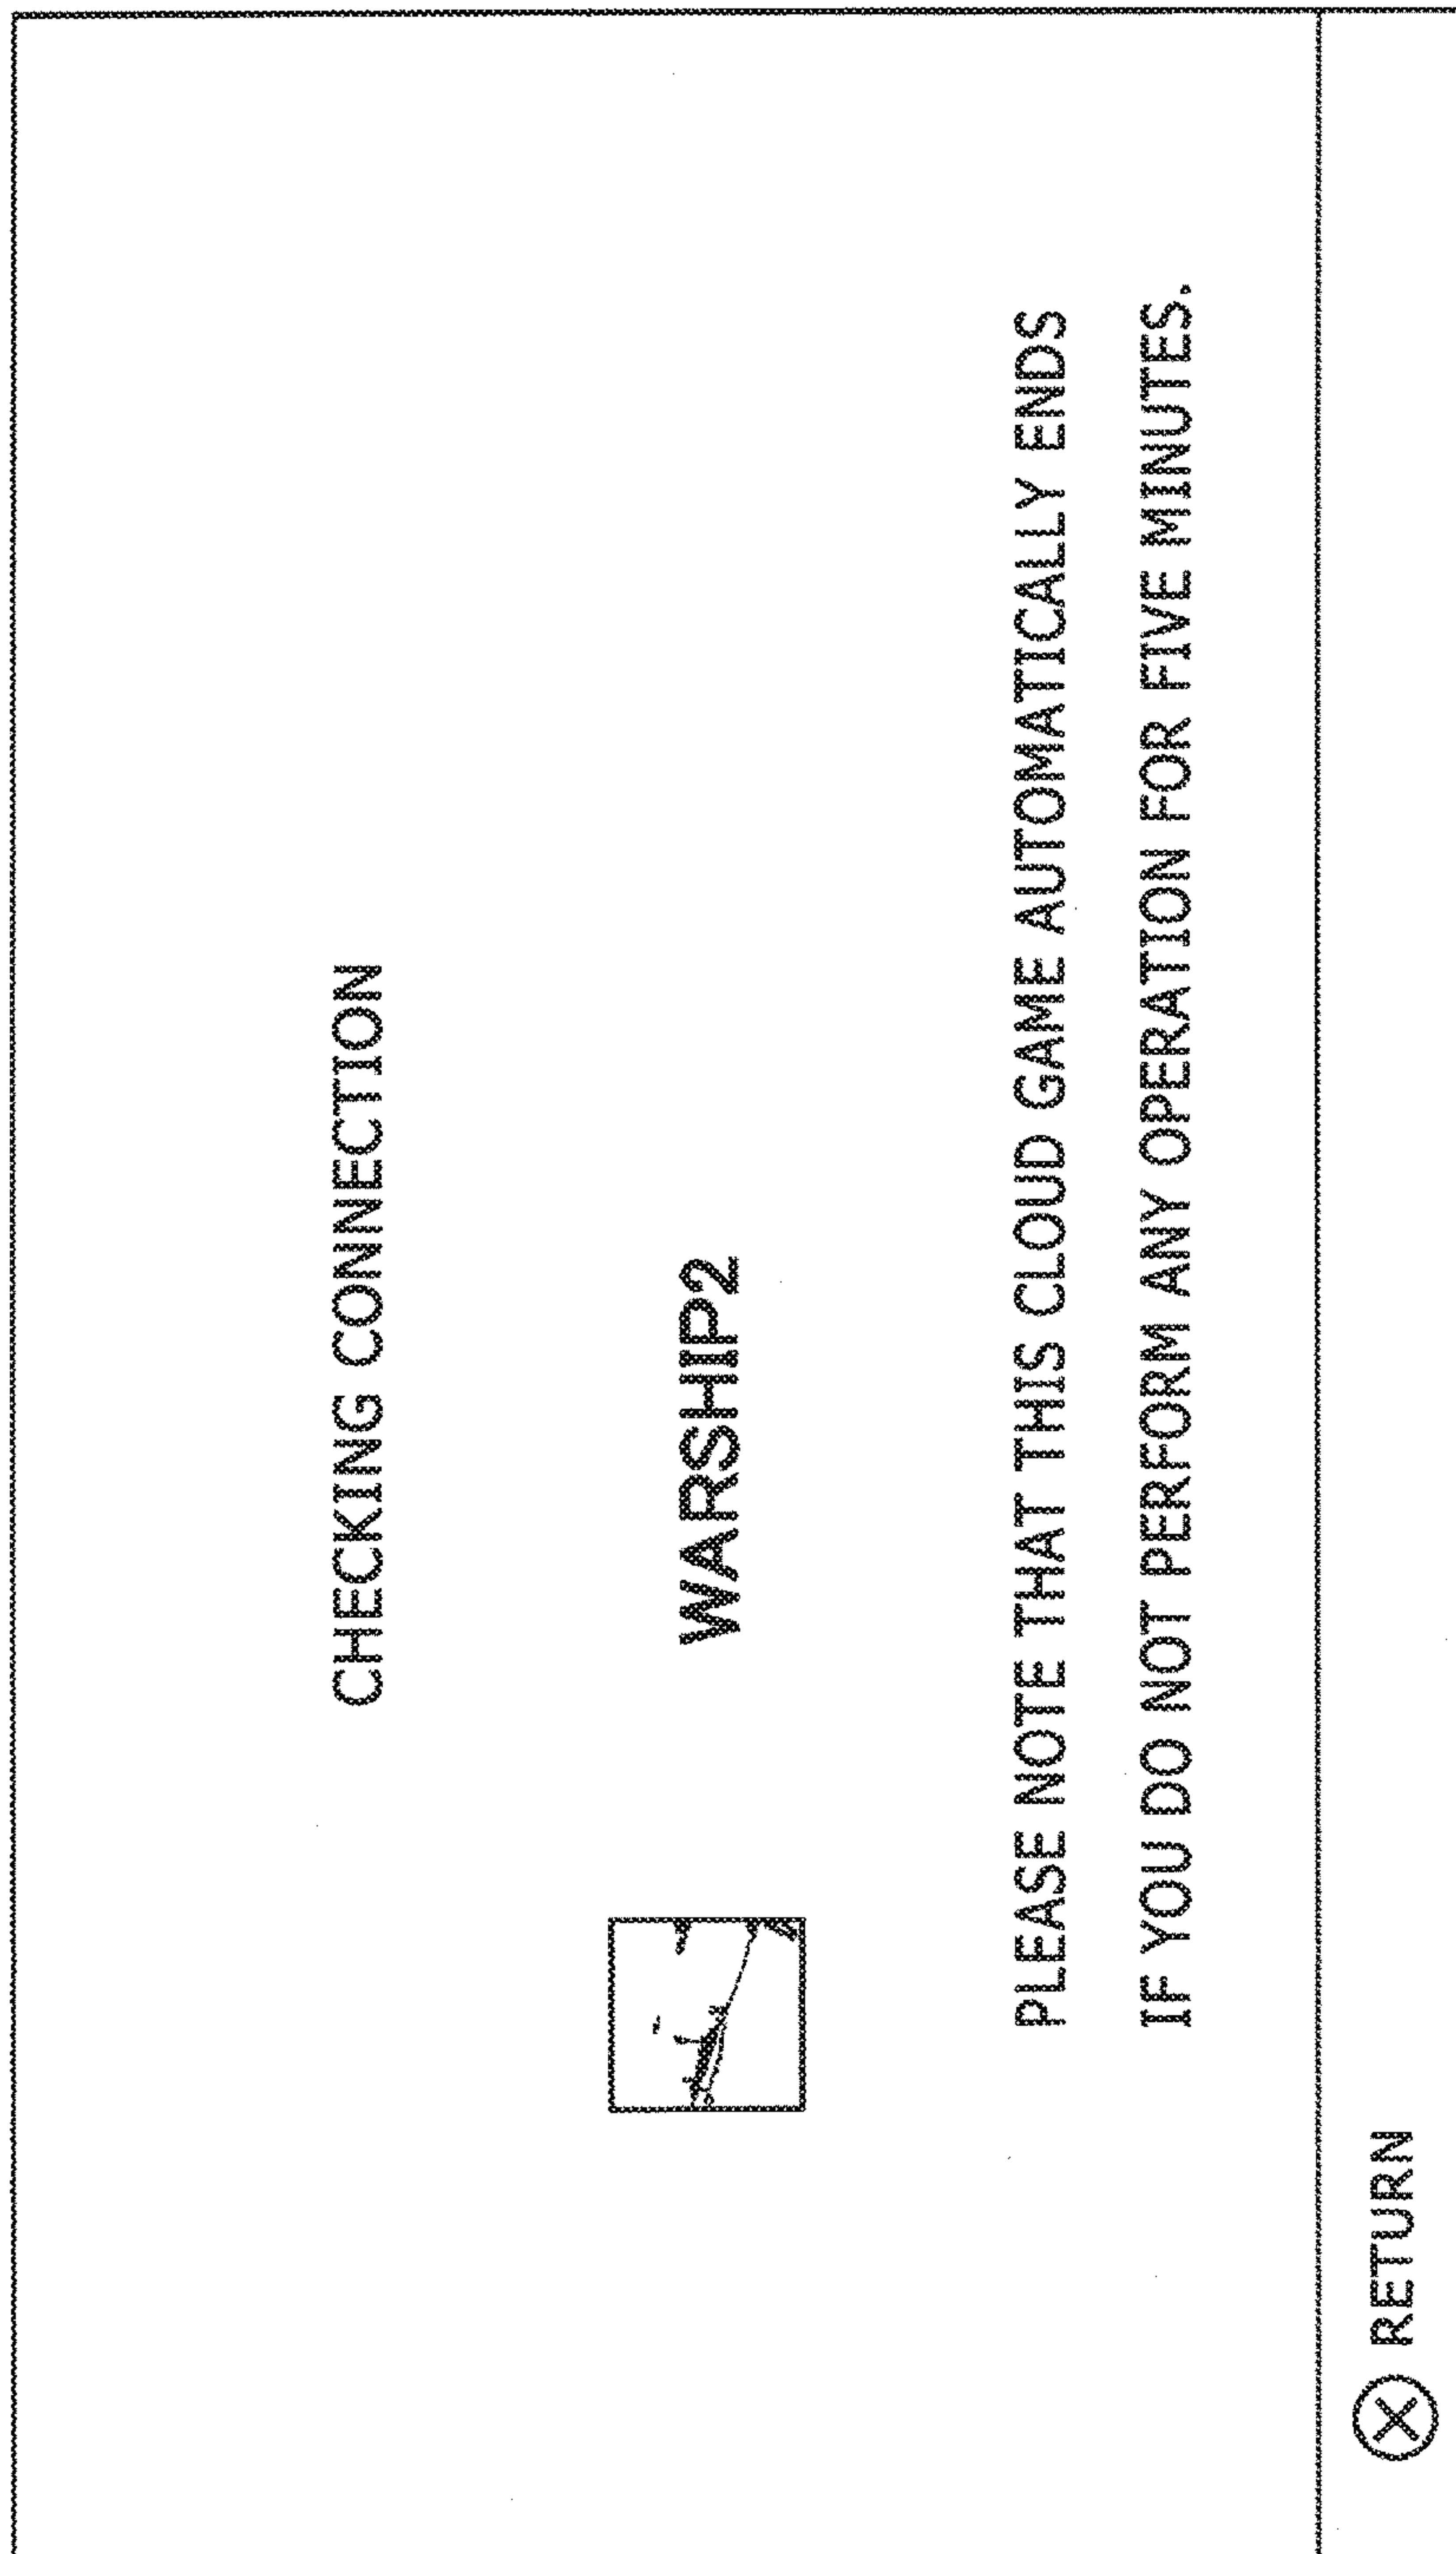 CHECKING CONNECTION
WARSHIP2
PLEASE NOTE THAT THIS CLOUD GAME AUTOMATICALLY ENDS
IF YOU DO NOT PERFORM ANY OPERATION FOR FIVE MINUTES.
RETURN